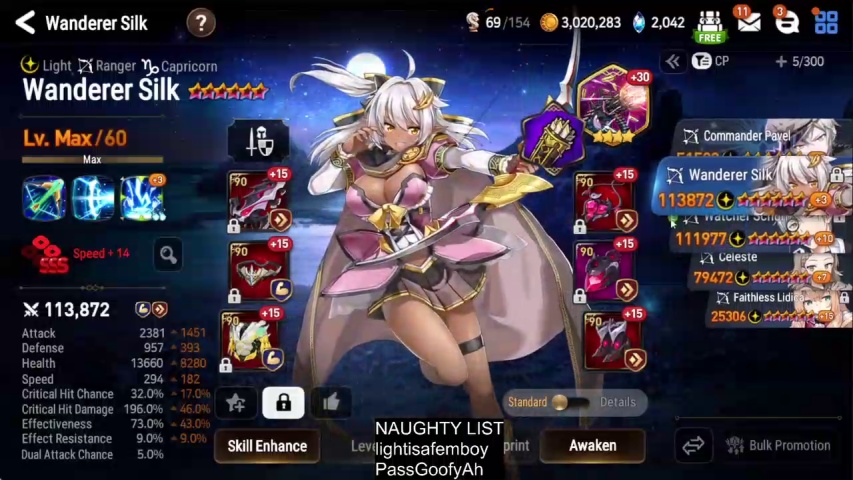 Wanderer Silk
?
69/154
3,020,283
2,042
FREE
11
3
Light Ranger Capricorn
Wanderer Silk
Lv. Max/60
Max
+3
SSS
Speed + 14
113,872
Attack 2381 1451
Defense 957 393
Health 13660 8280
Speed 294 182
Critical Hit Chance 32.0% 17.0%
Critical Hit Damage 196.0% 46.0%
Effectiveness 73.0% 43.0%
Effect Resistance 9.0% 9.0%
Dual Attack Chance 5.0%
90 +15
90 +15
90 +15
+30
90 +15
90 +15
90 +15
CP
+ 5/300
Commander Pavel
Wanderer Silk
113872 +3
111977 +10
Celeste
79472 +7
Faithless Lidica
25306 +15
Standard Details
Skill Enhance
Awaken
Bulk Promotion
NAUGHTY LIST
lightisafemboy
PassGoofyAh